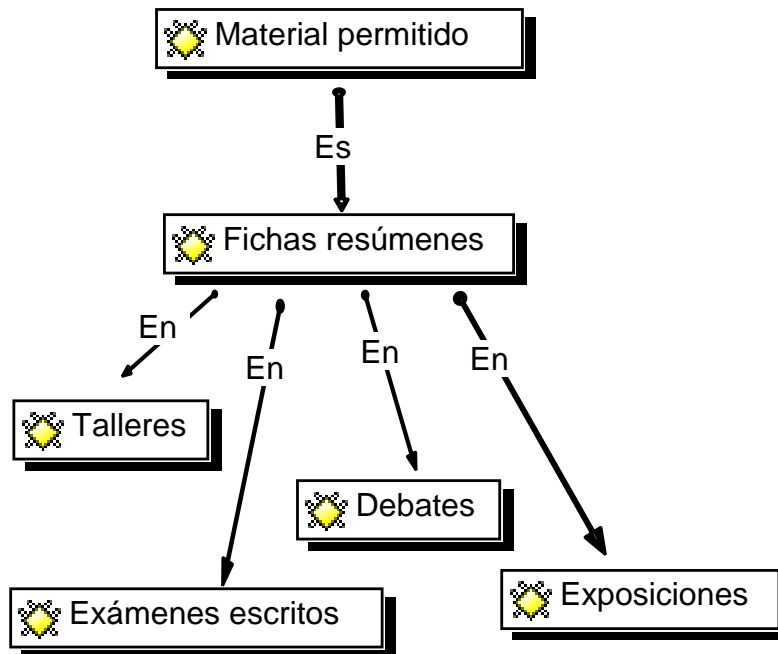 Material permitido
Es
Fichas resúmenes
En
En
En
En
Talleres
Debates
Exámenes escritos
Exposiciones